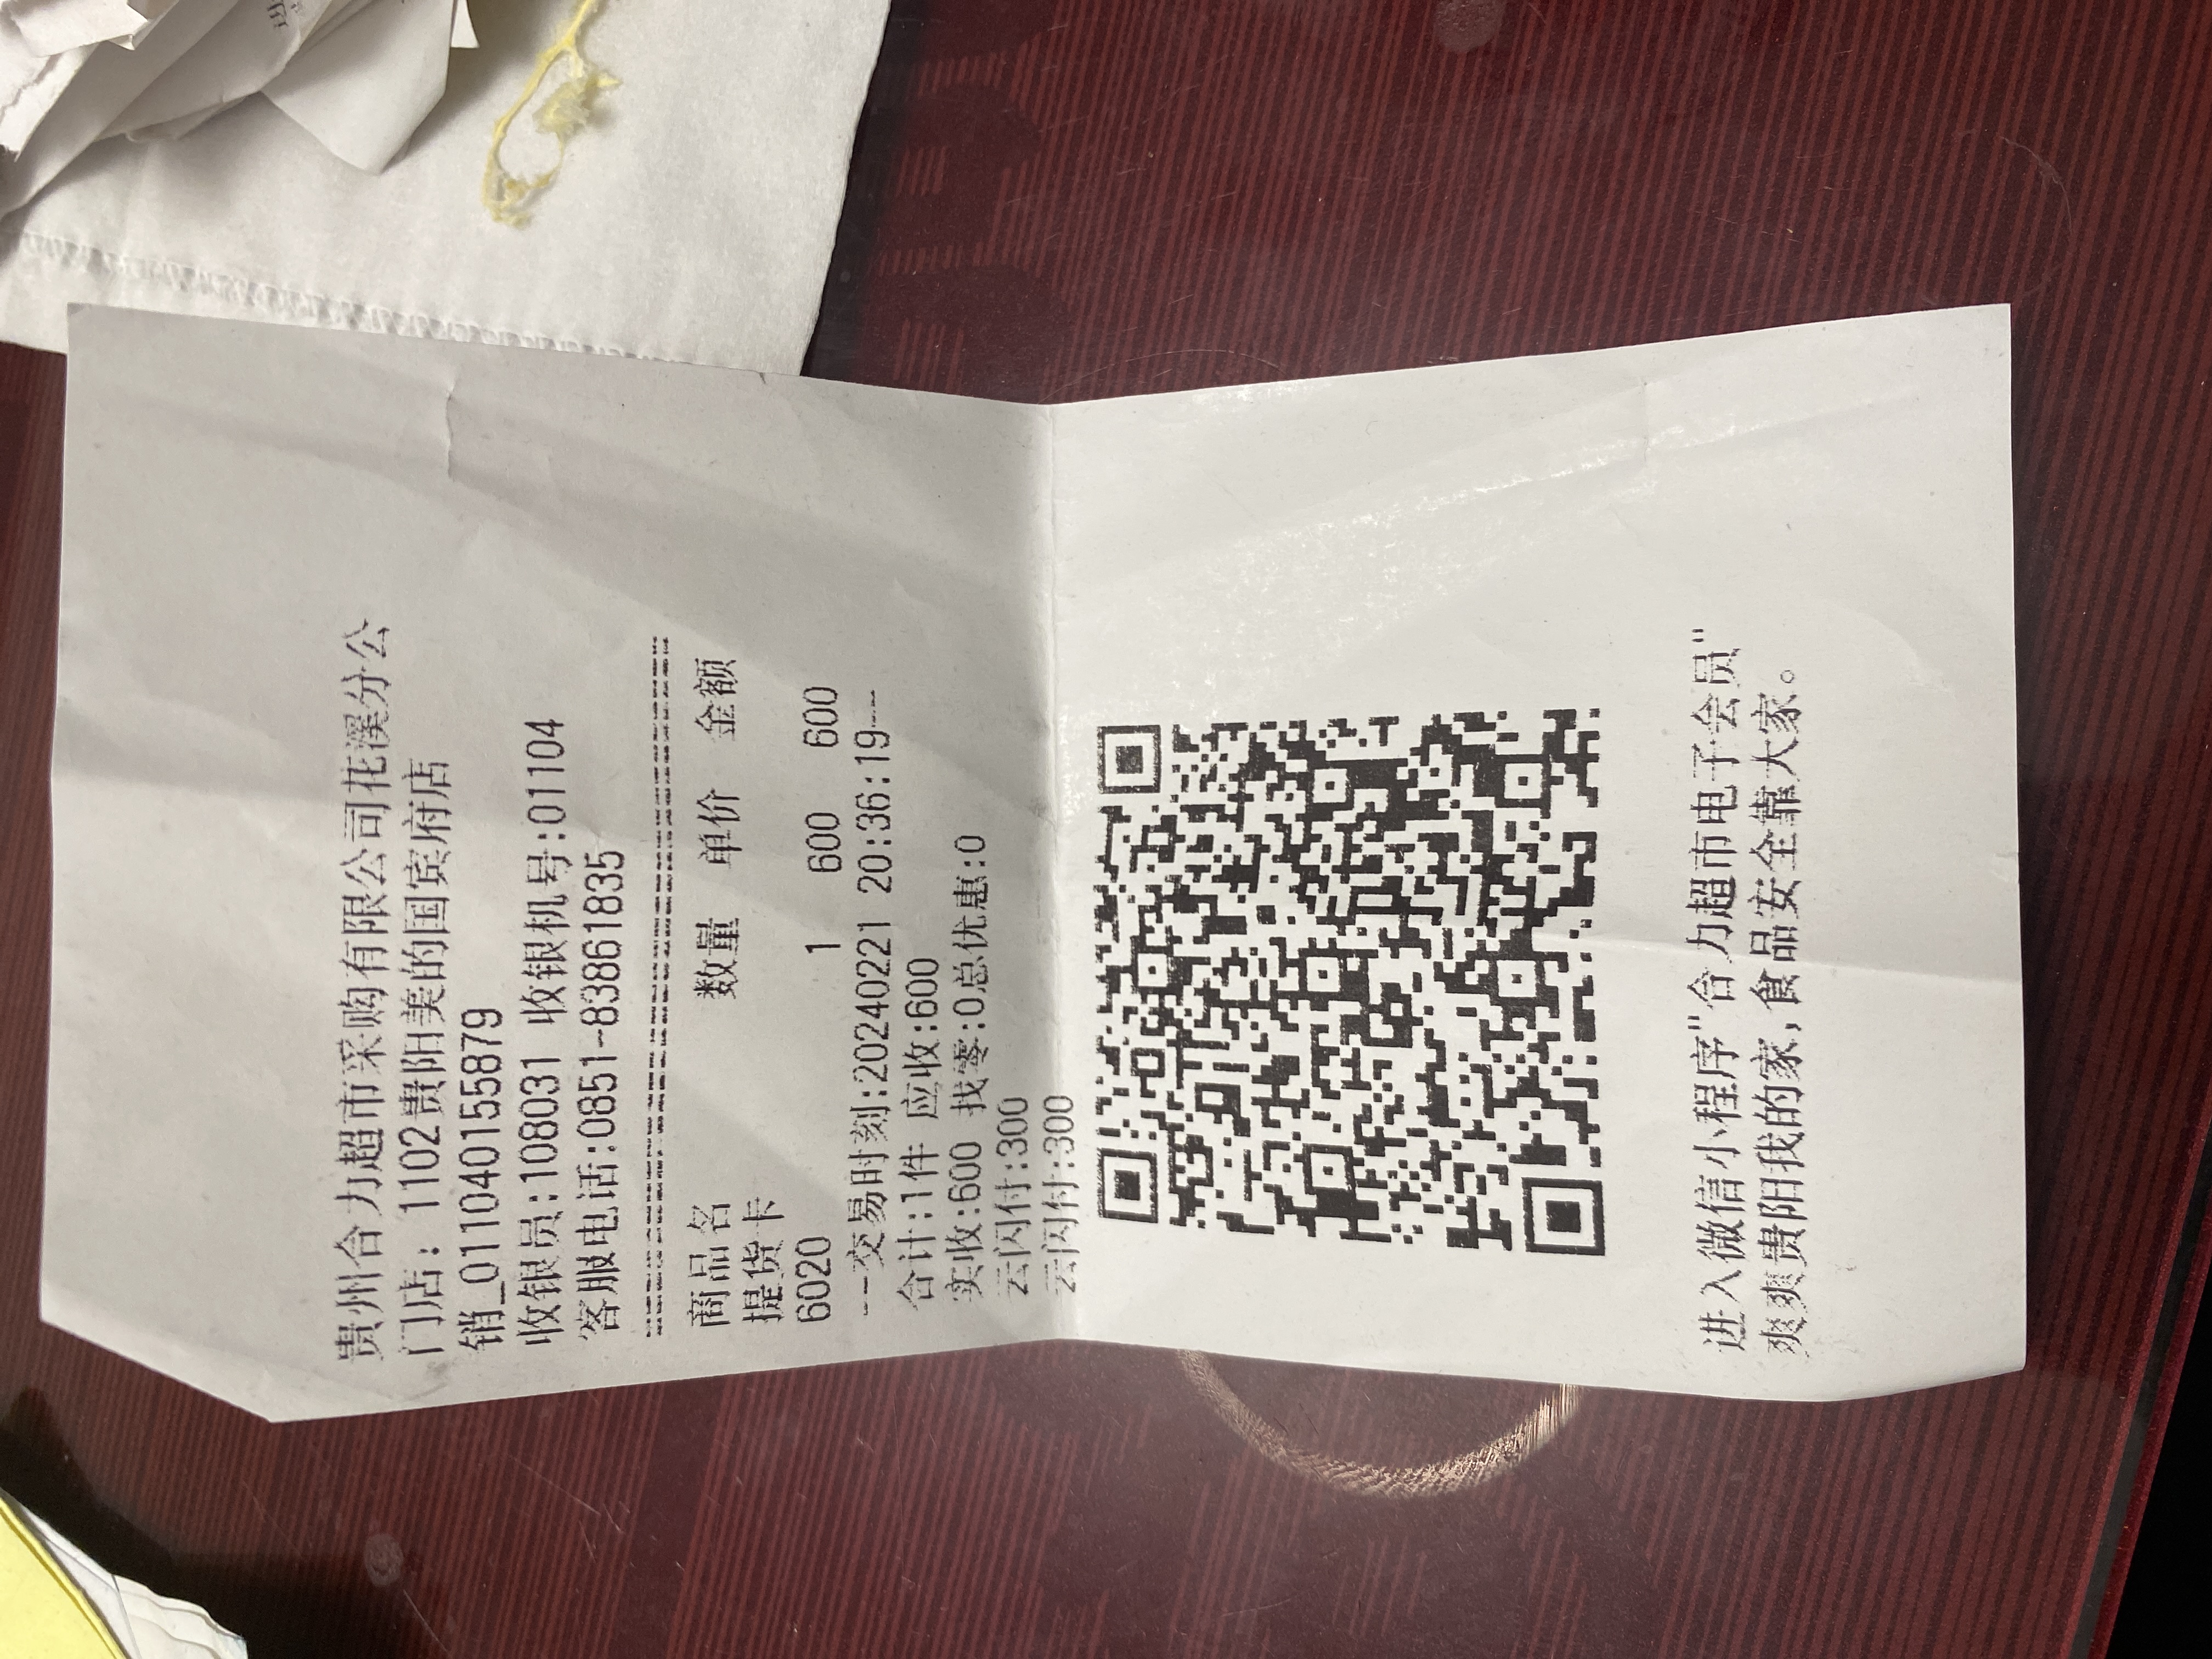 贵州合力超市采购有限公司花溪分公
门店: 1102贵阳美的国宾府店
销_0110401155879
收银员:108031 收银机号:01104
客服电话:0851-83861835
商品名 数量 单价 金额
提货卡
6020 1 600 600
--交易时刻:20240221 20:36:19--
合计:1件 应收:600
实收:600 找零:0总优惠:0
云闪付:300
云闪付:300
进入微信小程序"合力超市电子会员"
爽爽贵阳我的家,食品安全靠大家。